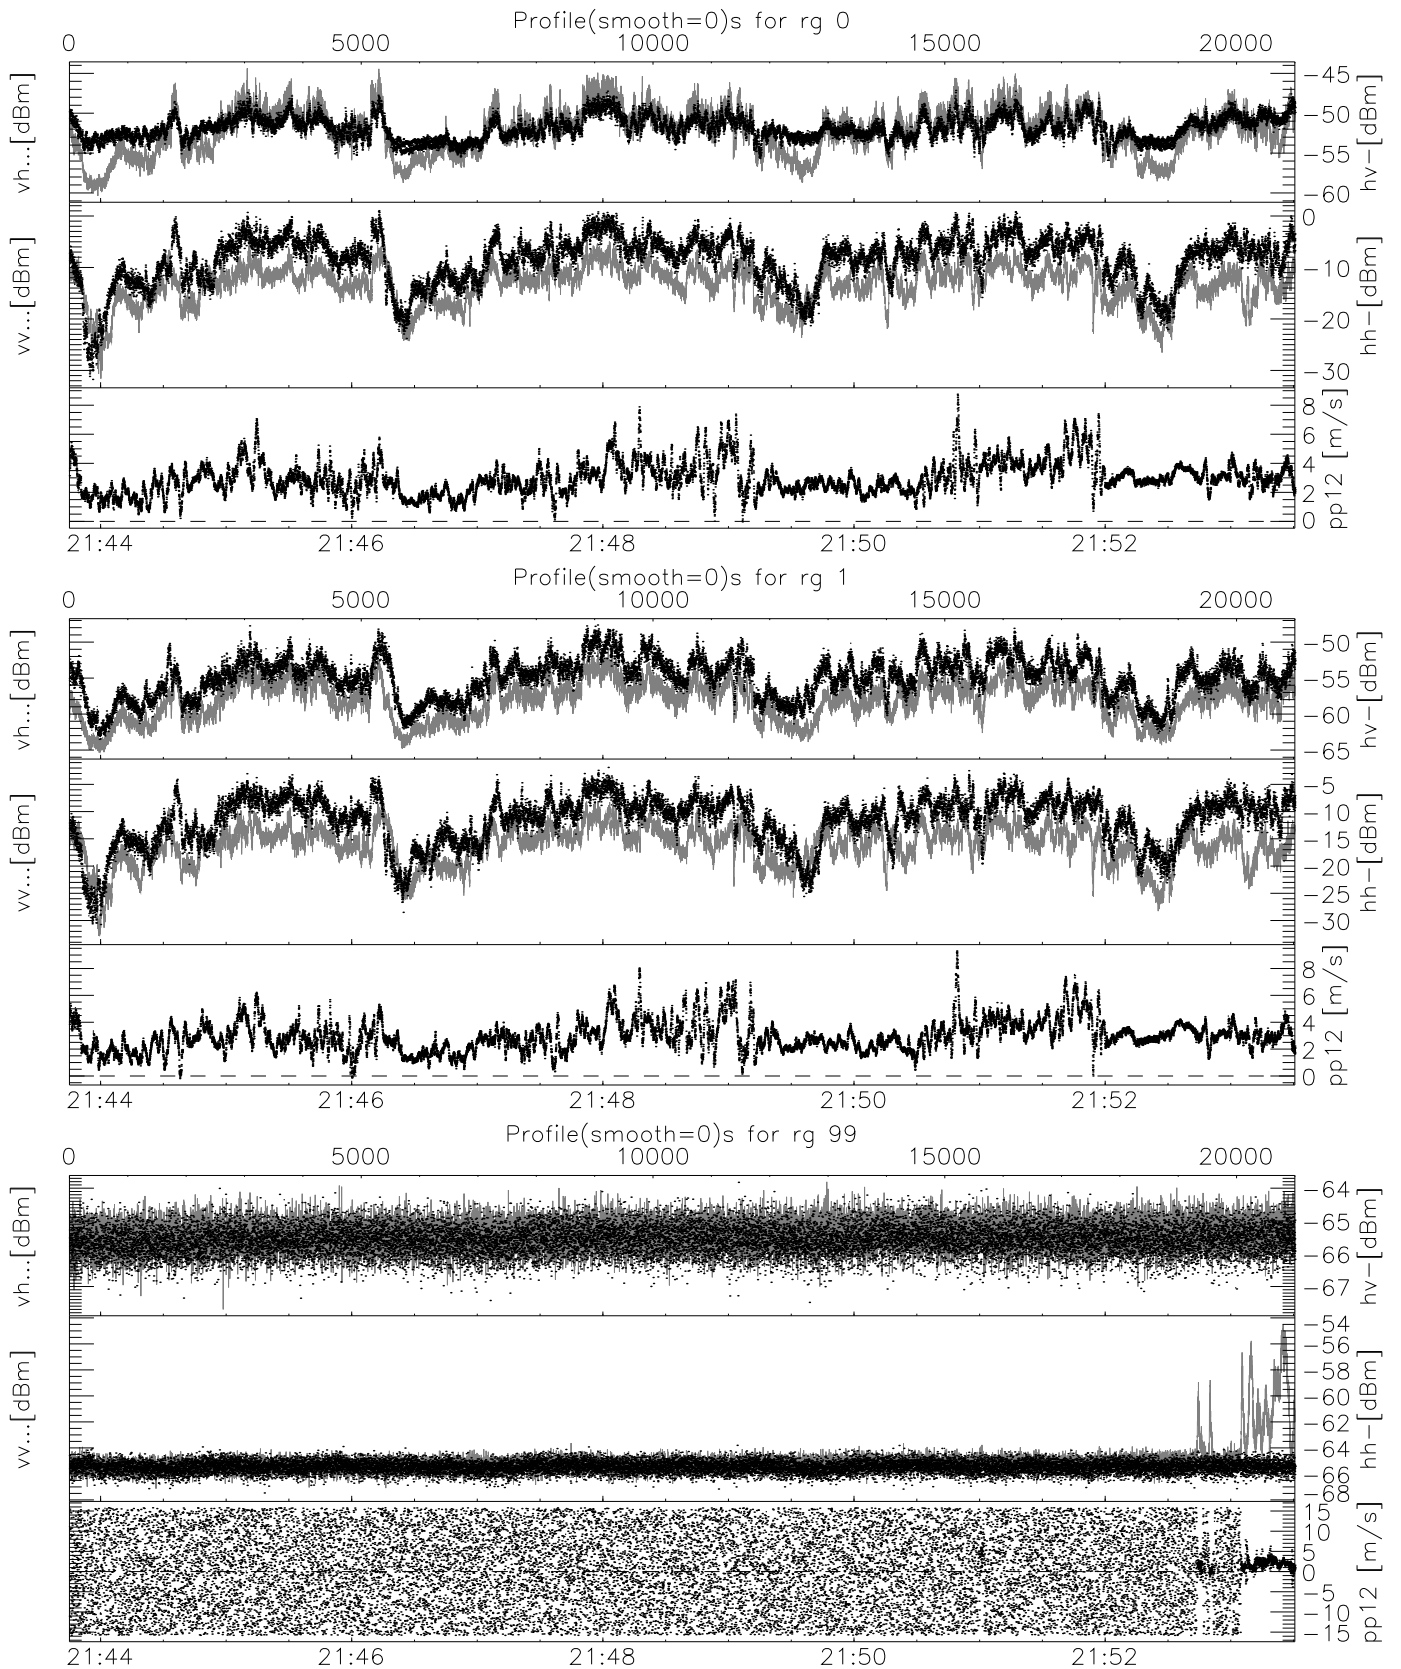 Profile(smooth=0)s for rg 0
0 5000 10000 15000 20000
vh...[dBm]
-45
-50
-55
-60
hv-[dBm]
vv...[dBm]
0
-10
-20
-30
hh-[dBm]
8
6
4
2
0
pp12 [m/s]
21:44 21:46 21:48 21:50 21:52
Profile(smooth=0)s for rg 1
0 5000 10000 15000 20000
vh...[dBm]
-50
-55
-60
-65
hv-[dBm]
vv...[dBm]
-5
-10
-15
-20
-25
-30
hh-[dBm]
8
6
4
2
0
pp12 [m/s]
21:44 21:46 21:48 21:50 21:52
Profile(smooth=0)s for rg 99
0 5000 10000 15000 20000
vh...[dBm]
-64
-65
-66
-67
hv-[dBm]
vv...[dBm]
-54
-56
-58
-60
-62
-64
-66
-68
hh-[dBm]
15
10
5
0
-5
-10
-15
pp12 [m/s]
21:44 21:46 21:48 21:50 21:52